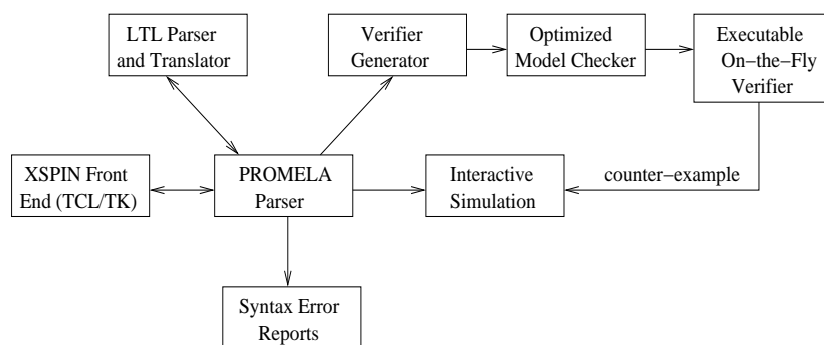 LTL Parser
and Translator
Verifier
Generator
Optimized
Model Checker
Executable
On−the−Fly
Verifier
XSPIN Front
End (TCL/TK)
PROMELA
Parser
Interactive
Simulation
counter−example
Syntax Error
Reports